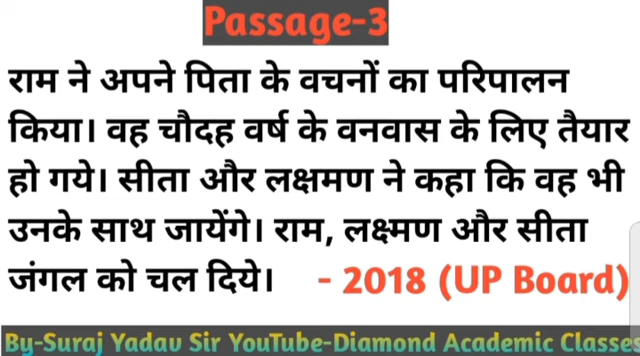 Passage-3
राम ने अपने पिता के वचनों का परिपालन
किया। वह चौदह वर्ष के वनवास के लिए तैयार
हो गये। सीता और लक्षमण ने कहा कि वह भी
उनके साथ जायेंगे। राम, लक्ष्मण और सीता
जंगल को चल दिये। - 2018 (UP Board)
By-Suraj Yadav Sir YouTube-Diamond Academic Classes